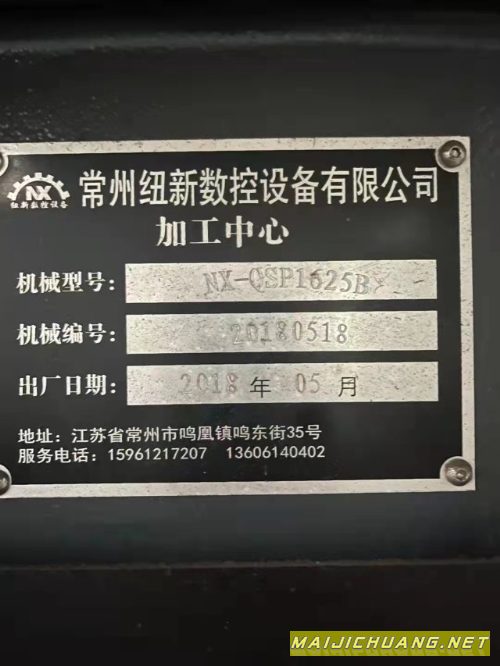 NX
纽新数控设备
常州纽新数控设备有限公司
加工中心
机械型号: NX-CSP1625B
机械编号: 20180518
出厂日期: 2018 年 05 月
地址: 江苏省常州市鸣凰镇鸣东街35号
服务电话: 15961217207 13606140402
MAIJICHUANG.NET